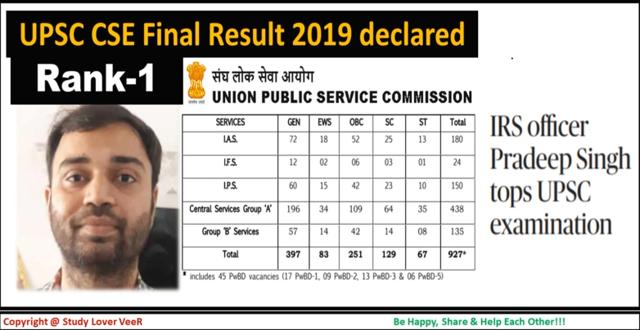 UPSC CSE Final Result 2019 declared
Rank-1
संघ लोक सेवा आयोग
UNION PUBLIC SERVICE COMMISSION
SERVICES GEN EWS OBC SC ST Total
I.A.S. 72 18 52 25 13 180
I.F.S. 12 02 06 03 01 24
I.P.S. 60 15 42 23 10 150
Central Services Group 'A' 196 34 109 64 35 438
Group 'B' Services 57 14 42 14 08 135
Total 397 83 251 129 67 927*
* includes 45 PwBD vacancies (17 PwBD-1, 09 PwBD-2, 13 PwBD-3 & 06 PwBD-5)
IRS officer
Pradeep Singh
tops UPSC
examination
Copyright @ Study Lover VeeR
Be Happy, Share & Help Each Other!!!